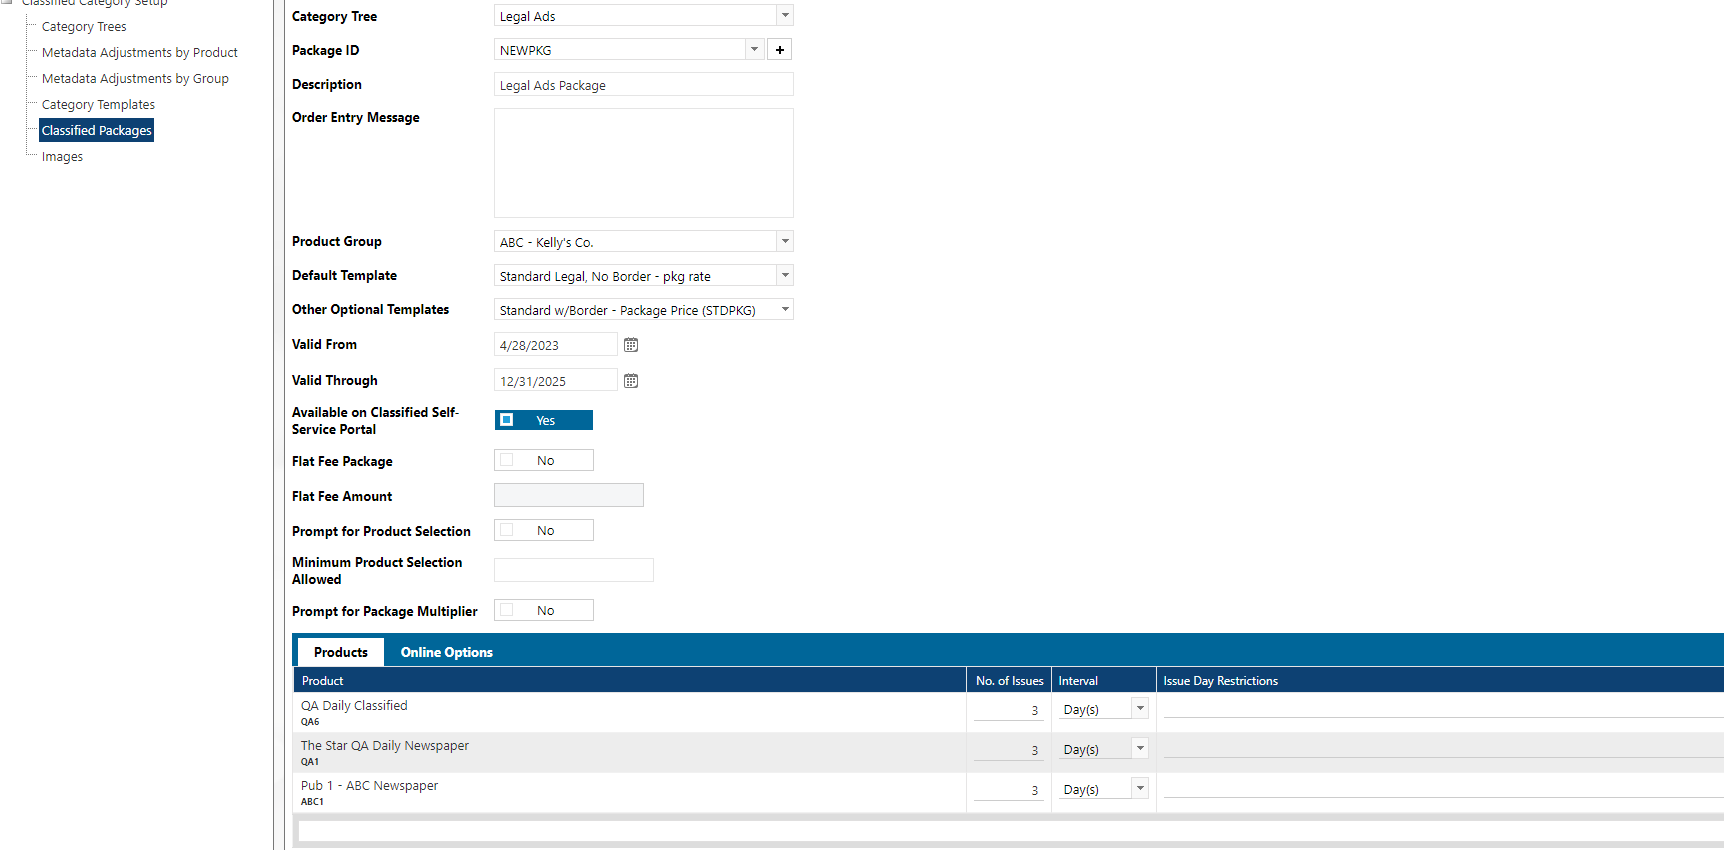 Classified Category Setup
Category Trees
Metadata Adjustments by Product
Metadata Adjustments by Group
Category Templates
Classified Packages
Images
Category Tree
Legal Ads
Package ID
NEWPKG
+
Description
Legal Ads Package
Order Entry Message
Product Group
ABC - Kelly's Co.
Default Template
Standard Legal, No Border - pkg rate
Other Optional Templates
Standard w/Border - Package Price (STDPKG)
Valid From
4/28/2023
Valid Through
12/31/2025
Available on Classified Self-
Service Portal
Yes
Flat Fee Package
No
Flat Fee Amount
Prompt for Product Selection
No
Minimum Product Selection
Allowed
Prompt for Package Multiplier
No
Products Online Options
Product No. of Issues Interval Issue Day Restrictions
QA Daily Classified
QA6
3 Day(s)
The Star QA Daily Newspaper
QA1
3 Day(s)
Pub 1 - ABC Newspaper
ABC1
3 Day(s)